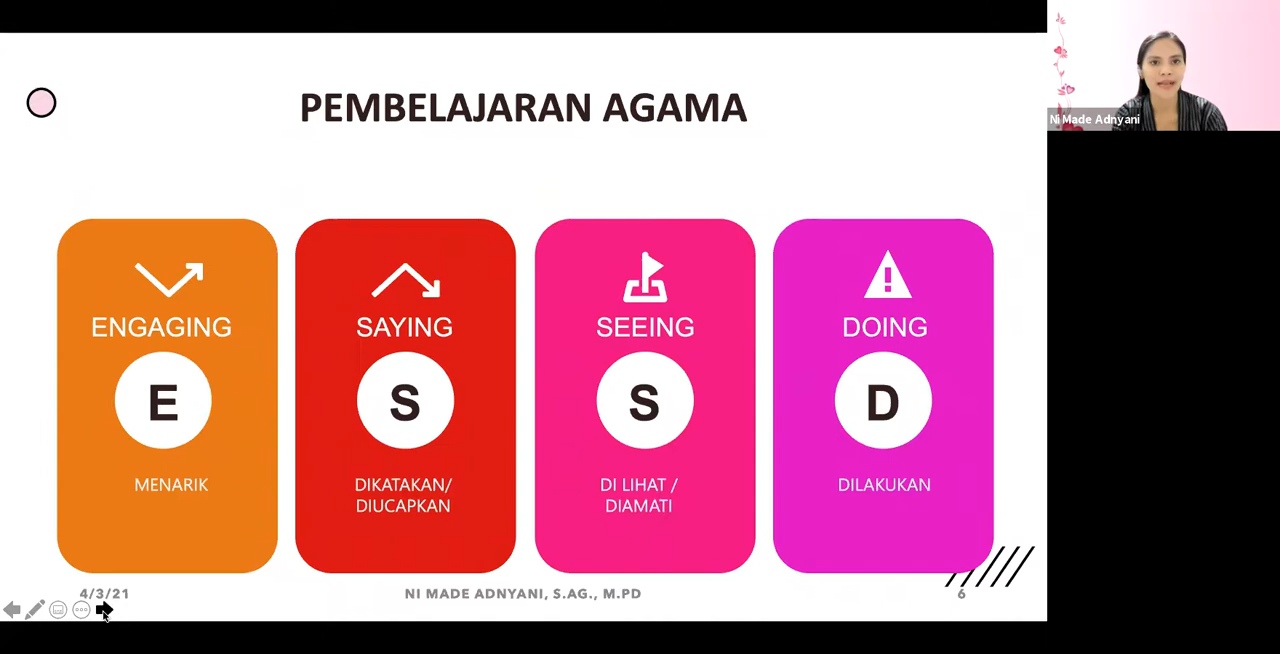 PEMBELAJARAN AGAMA
ENGAGING
E
MENARIK
SAYING
S
DIKATAKAN/
DIUCAPKAN
SEEING
S
DI LIHAT /
DIAMATI
DOING
D
DILAKUKAN
4/3/21
NI MADE ADNYANI, S.AG., M.PD
6
Ni Made Adnyani